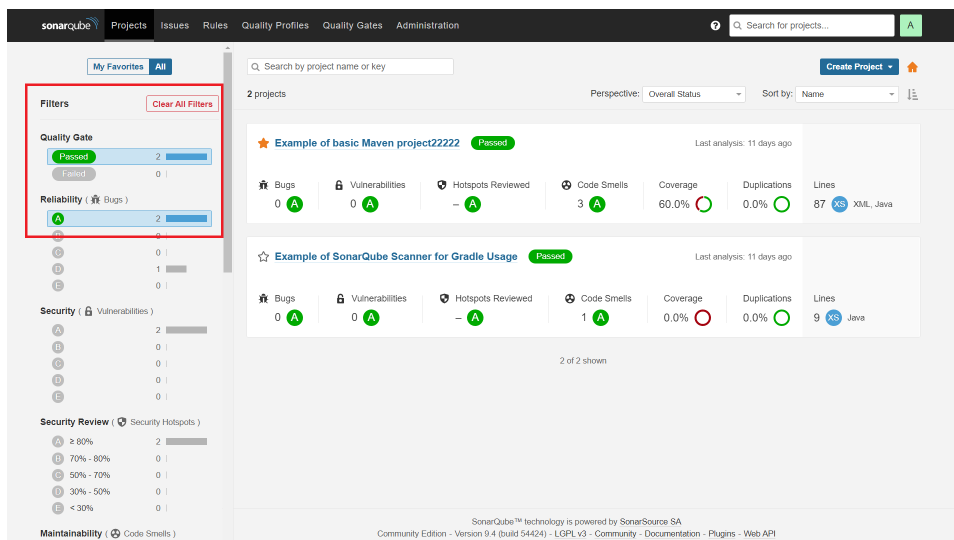 sonarqube Projects Issues Rules Quality Profiles Quality Gates Administration ? Search for projects... A
My Favorites All
Search by project name or key
Create Project
2 projects
Perspective: Overall Status
Sort by: Name
Filters
Clear All Filters
Quality Gate
Passed 2
Failed 0
Reliability ( Bugs )
A 2
B 0
C 0
D 1
E 0
Security ( Vulnerabilities )
A 2
B 0
C 0
D 0
E 0
Security Review ( Security Hotspots )
A ≥ 80% 2
B 70% - 80% 0
C 50% - 70% 0
D 30% - 50% 0
E < 30% 0
Maintainability ( Code Smells )
Example of basic Maven project22222 Passed
Last analysis: 11 days ago
Bugs Vulnerabilities Hotspots Reviewed Code Smells Coverage Duplications Lines
0 A 0 A – A 3 A 60.0% 0.0% 87 XS XML, Java
Example of SonarQube Scanner for Gradle Usage Passed
Last analysis: 11 days ago
Bugs Vulnerabilities Hotspots Reviewed Code Smells Coverage Duplications Lines
0 A 0 A – A 1 A 0.0% 0.0% 9 XS Java
2 of 2 shown
SonarQube™ technology is powered by SonarSource SA
Community Edition - Version 9.4 (build 54424) - LGPL v3 - Community - Documentation - Plugins - Web API